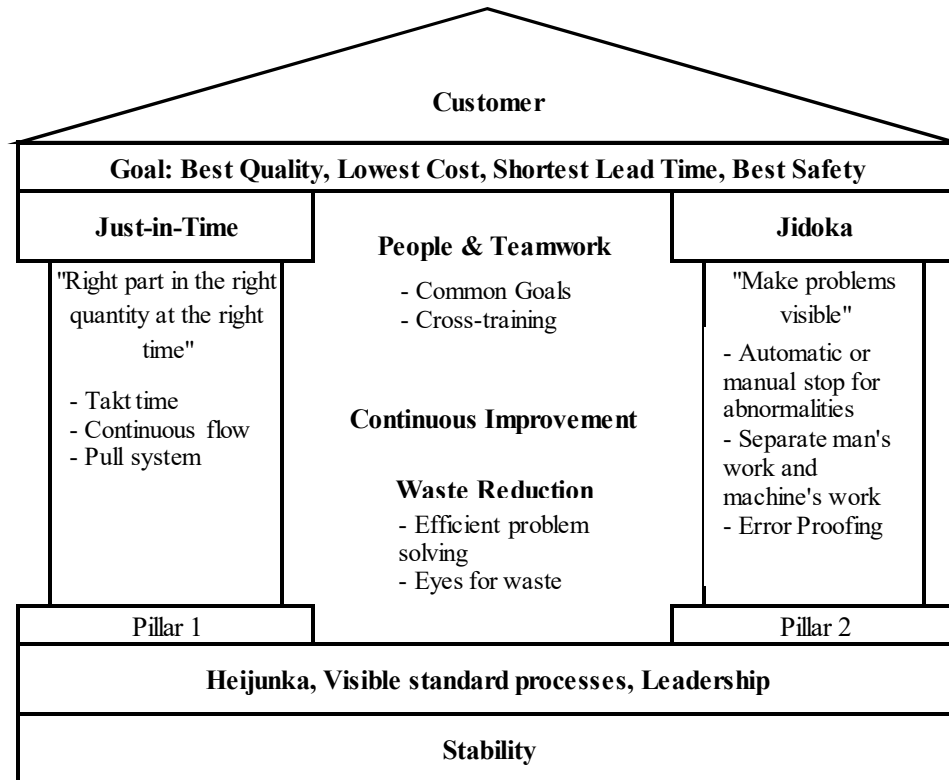 Customer
Goal: Best Quality, Lowest Cost, Shortest Lead Time, Best Safety
Just-in-Time
"Right part in the right
quantity at the right
time"
- Takt time
- Continuous flow
- Pull system
Pillar 1
People & Teamwork
- Common Goals
- Cross-training
Continuous Improvement
Waste Reduction
- Efficient problem
solving
- Eyes for waste
Jidoka
"Make problems
visible"
- Automatic or
manual stop for
abnormalities
- Separate man's
work and
machine's work
- Error Proofing
Pillar 2
Heijunka, Visible standard processes, Leadership
Stability